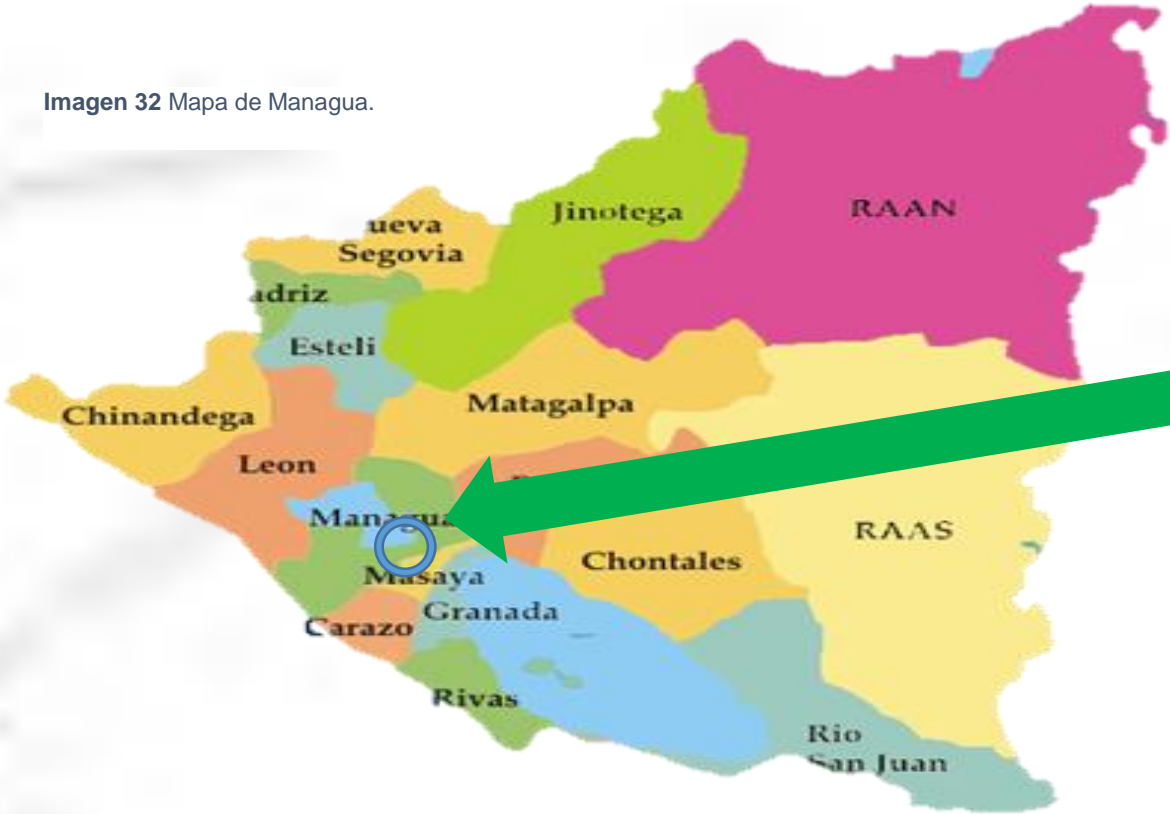 Imagen 32 Mapa de Managua.
Jinotega
RAAN
ueva
Segovia
adriz
Esteli
Chinandega
Matagalpa
Leon
Managua
RAAS
Chontales
Masaya
Granada
Carazo
Rivas
Rio
San Juan